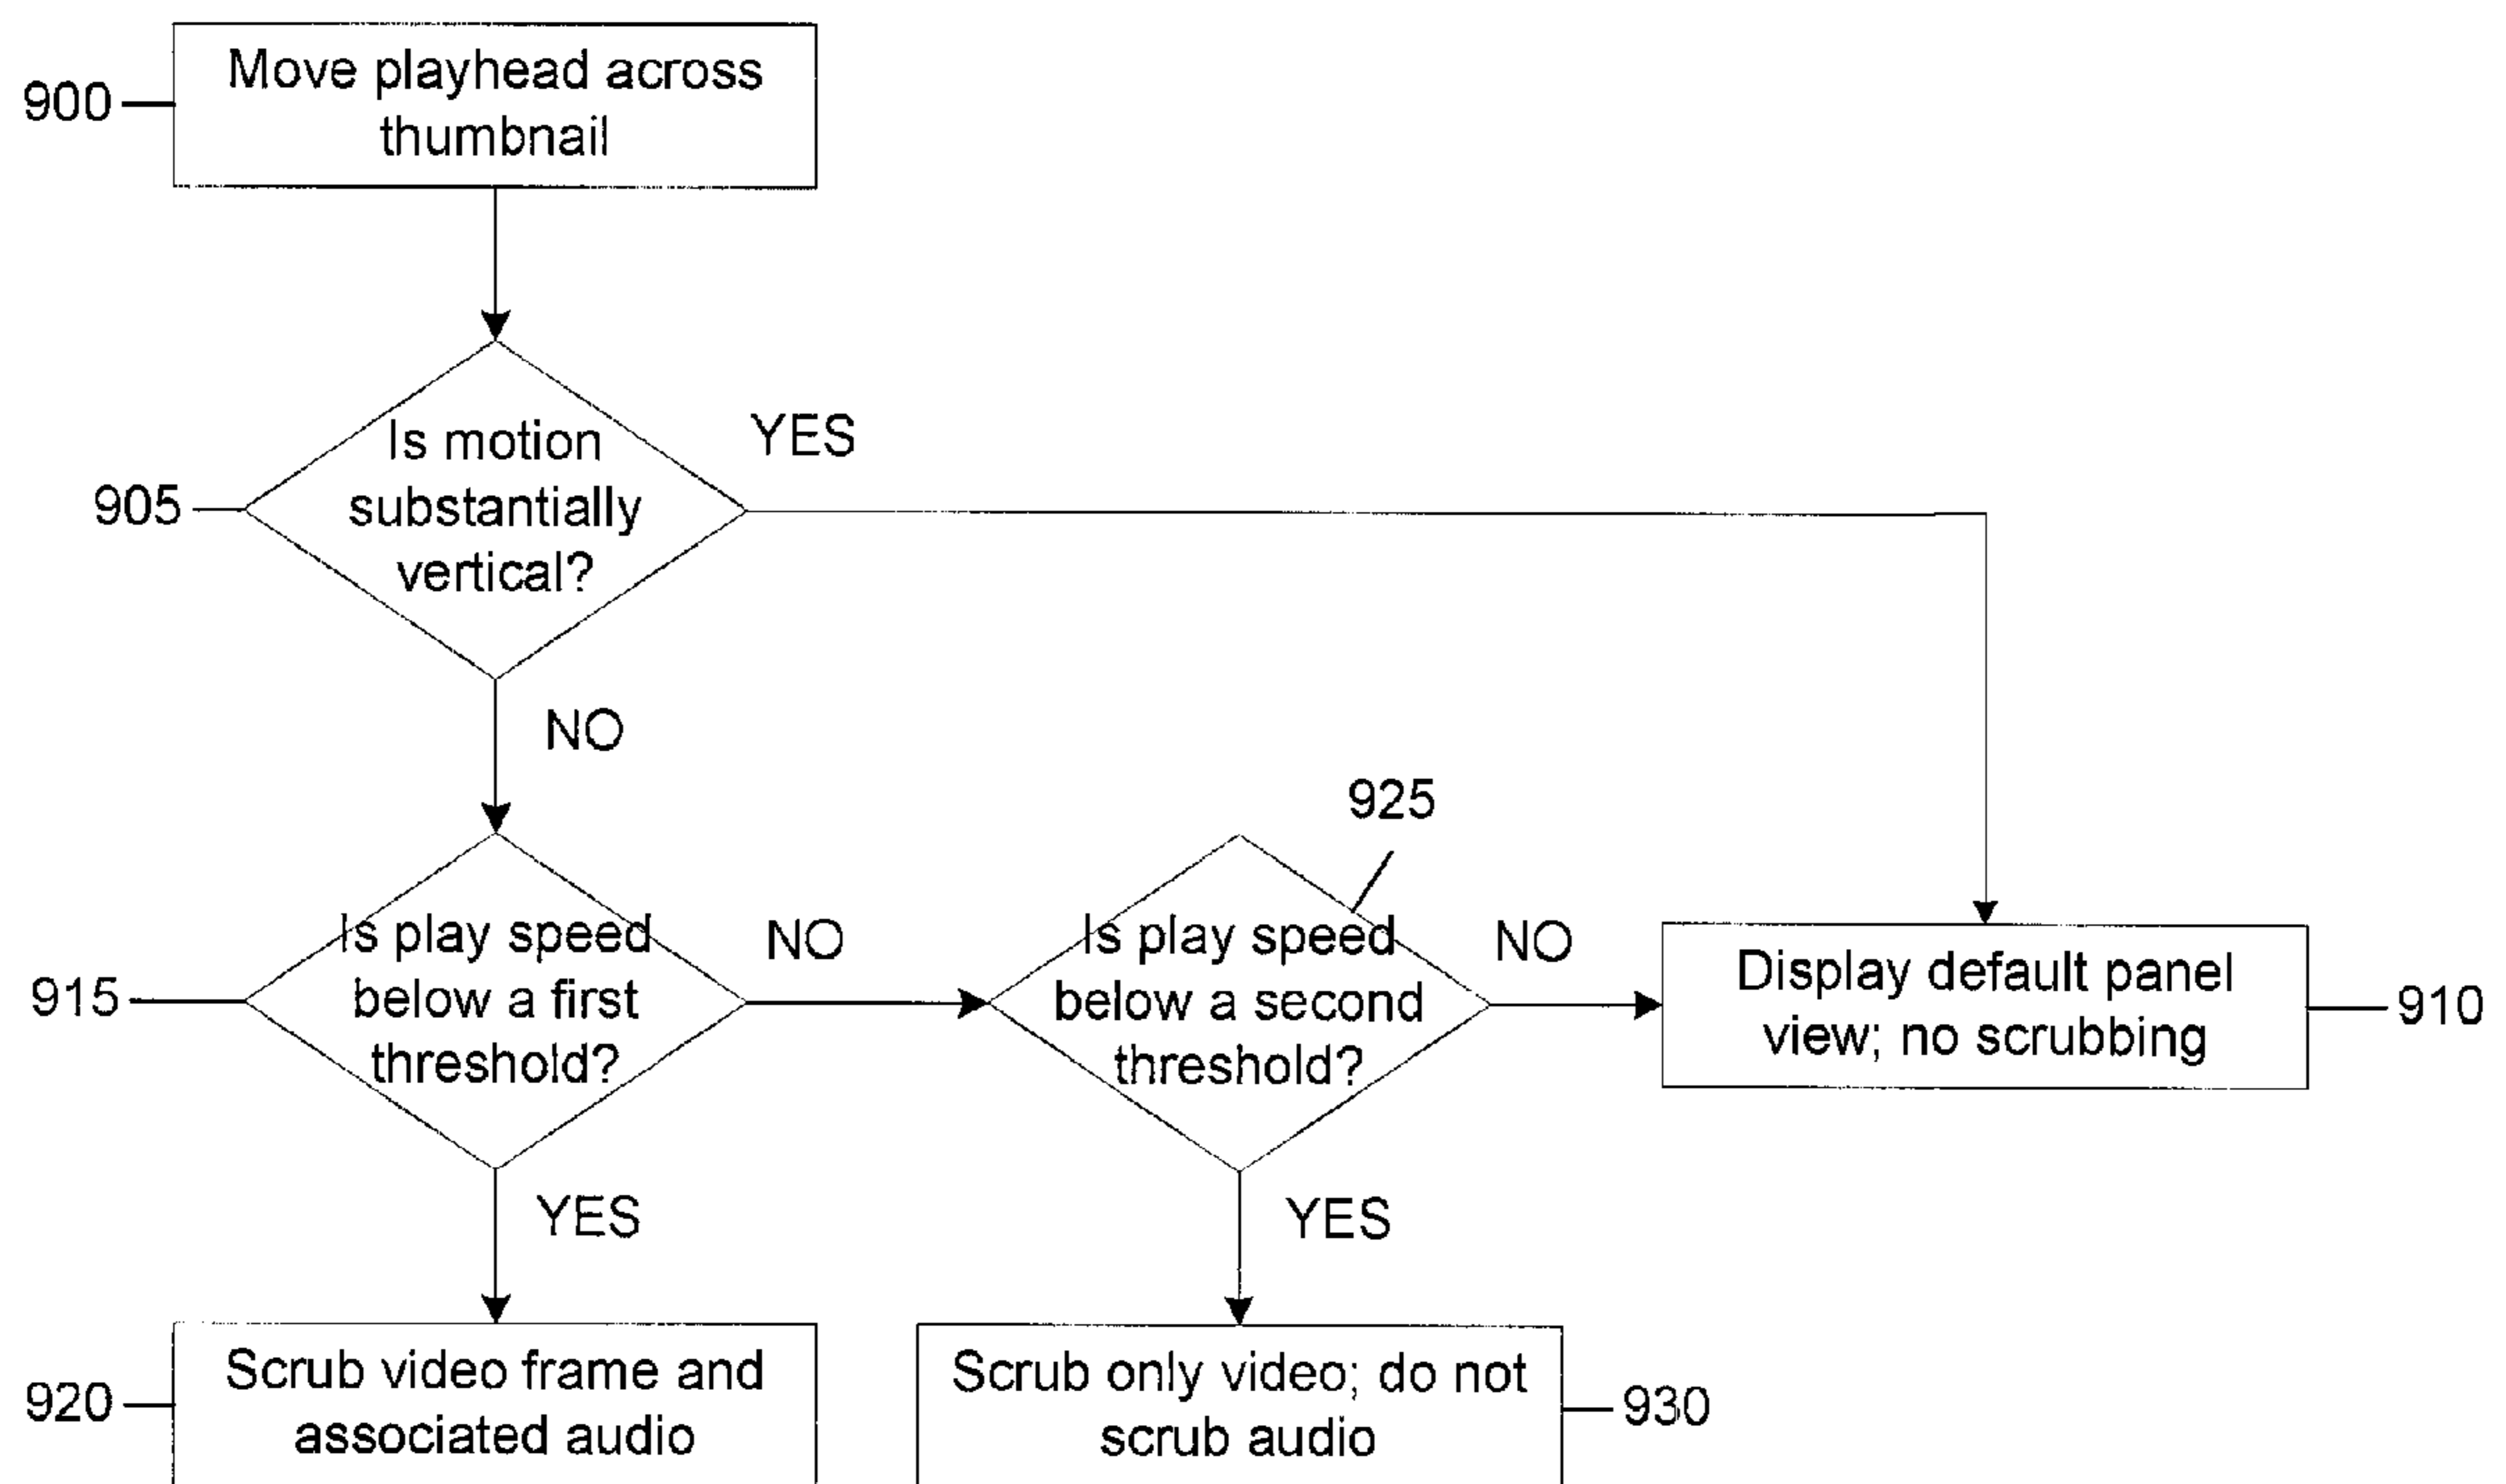 900
Move playhead across
thumbnail
905
Is motion
substantially
vertical?
YES
NO
915
Is play speed
below a first
threshold?
NO
925
Is play speed
below a second
threshold?
NO
Display default panel
view; no scrubbing
910
YES
YES
920
Scrub video frame and
associated audio
Scrub only video; do not
scrub audio
930